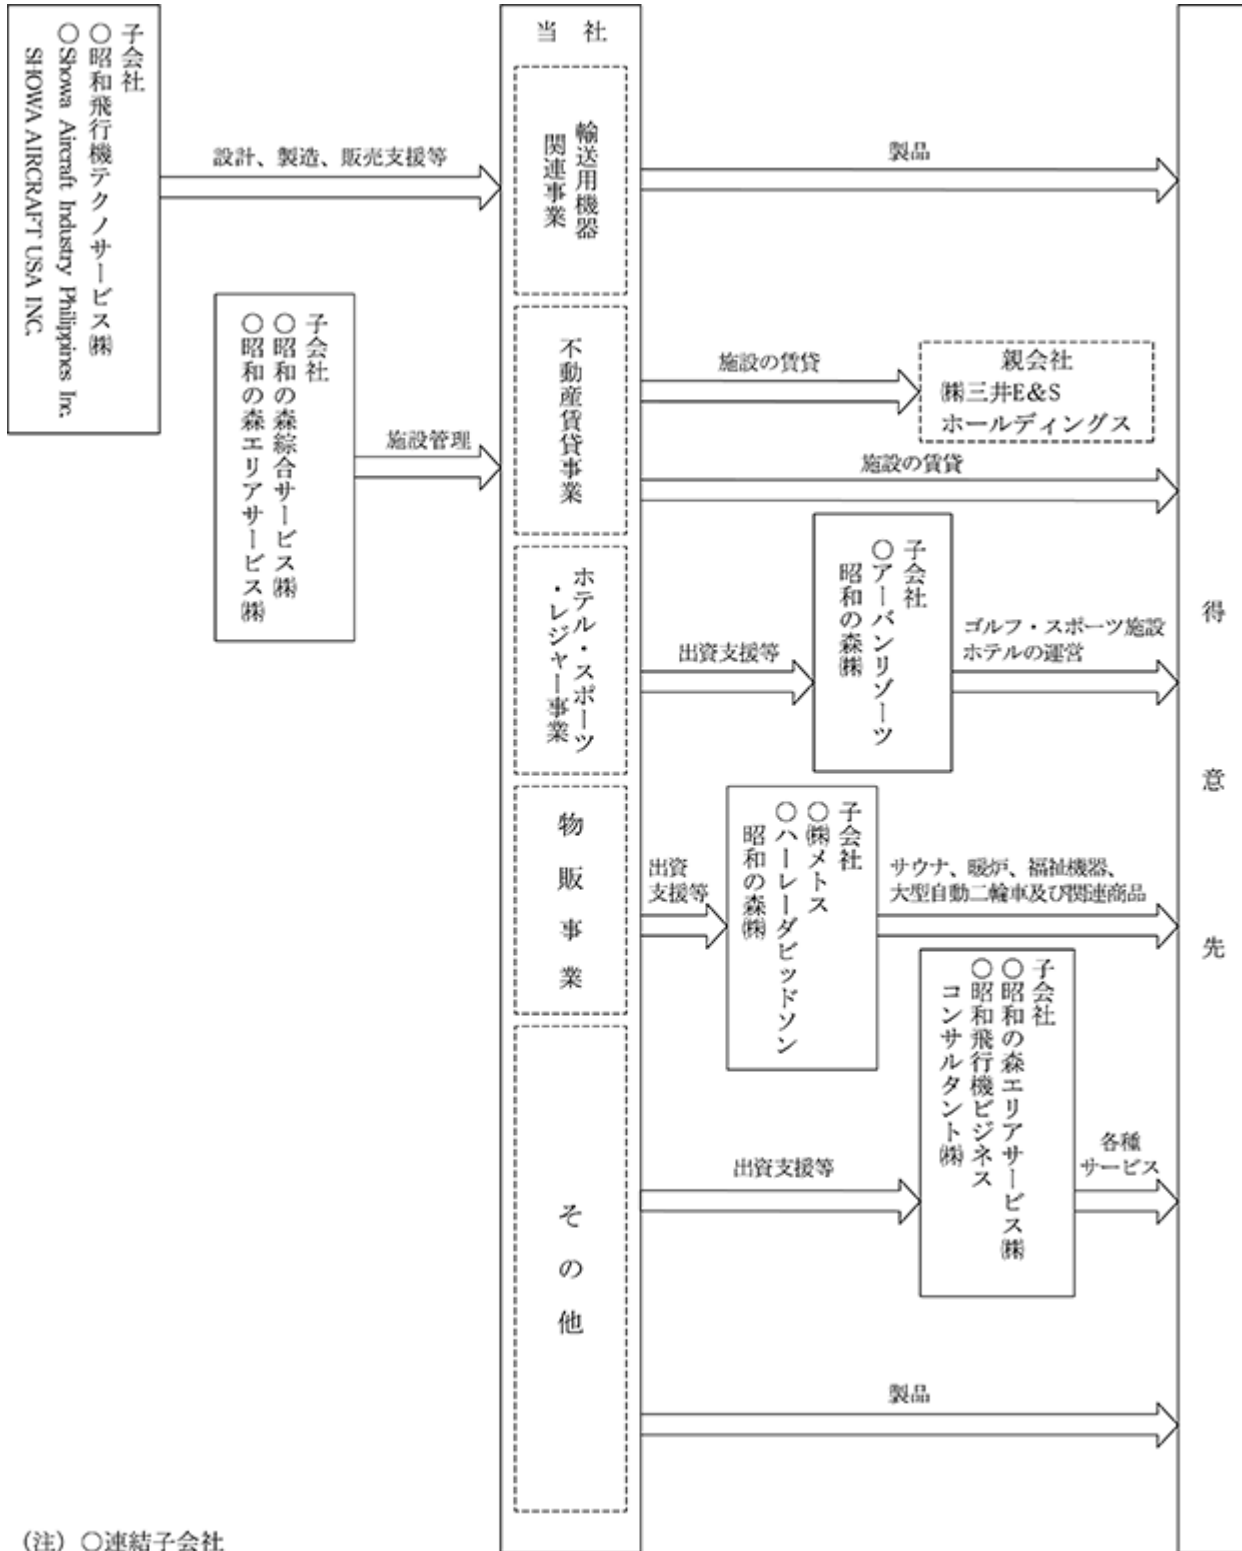 子会社
○昭和飛行機テクノサービス㈱
○Showa Aircraft Industry Philippines Inc.
SHOWA AIRCRAFT USA INC.
設計、製造、販売支援等
子会社
○昭和の森綜合サービス㈱
○昭和の森エリアサービス㈱
施設管理
当 社
輸送用機器
関連事業
製品
不動産賃貸事業
施設の賃貸
親会社
㈱三井E&S
ホールディングス
施設の賃貸
ホテル・スポーツ
・レジャー事業
出資支援等
子会社
○アーバンリゾーツ
昭和の森㈱
ゴルフ・スポーツ施設
ホテルの運営
物販事業
出資
支援等
子会社
○㈱メトス
○ハーレーダビッドソン
昭和の森㈱
サウナ、暖炉、福祉機器、
大型自動二輪車及び関連商品
その他
出資支援等
子会社
○昭和の森エリアサービス㈱
○昭和飛行機ビジネス
コンサルタント㈱
各種
サービス
製品
得意先
(注) ○連結子会社